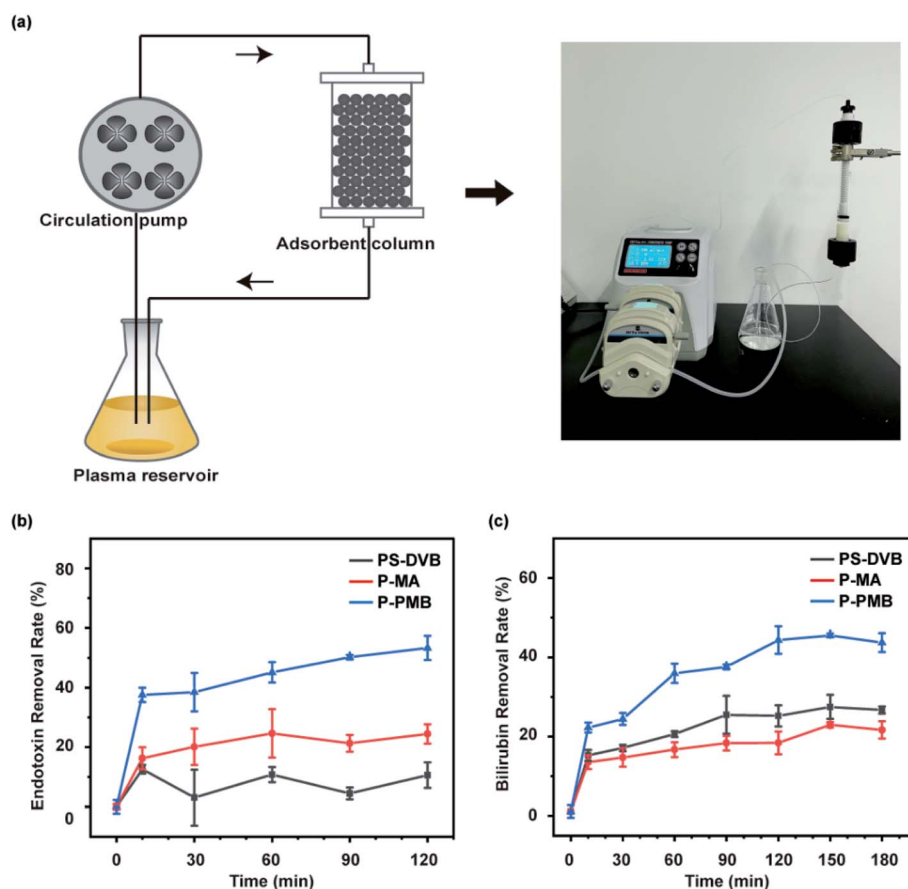 (a)
Circulation pump
Adsorbent column
Plasma reservoir
(b)
(c)
PS-DVB
P-MA
P-PMB
Endotoxin Removal Rate (%)
80
60
40
20
0
0 30 60 90 120
Time (min)
PS-DVB
P-MA
P-PMB
Bilirubin Removal Rate (%)
60
40
20
0
0 30 60 90 120 150 180
Time (min)